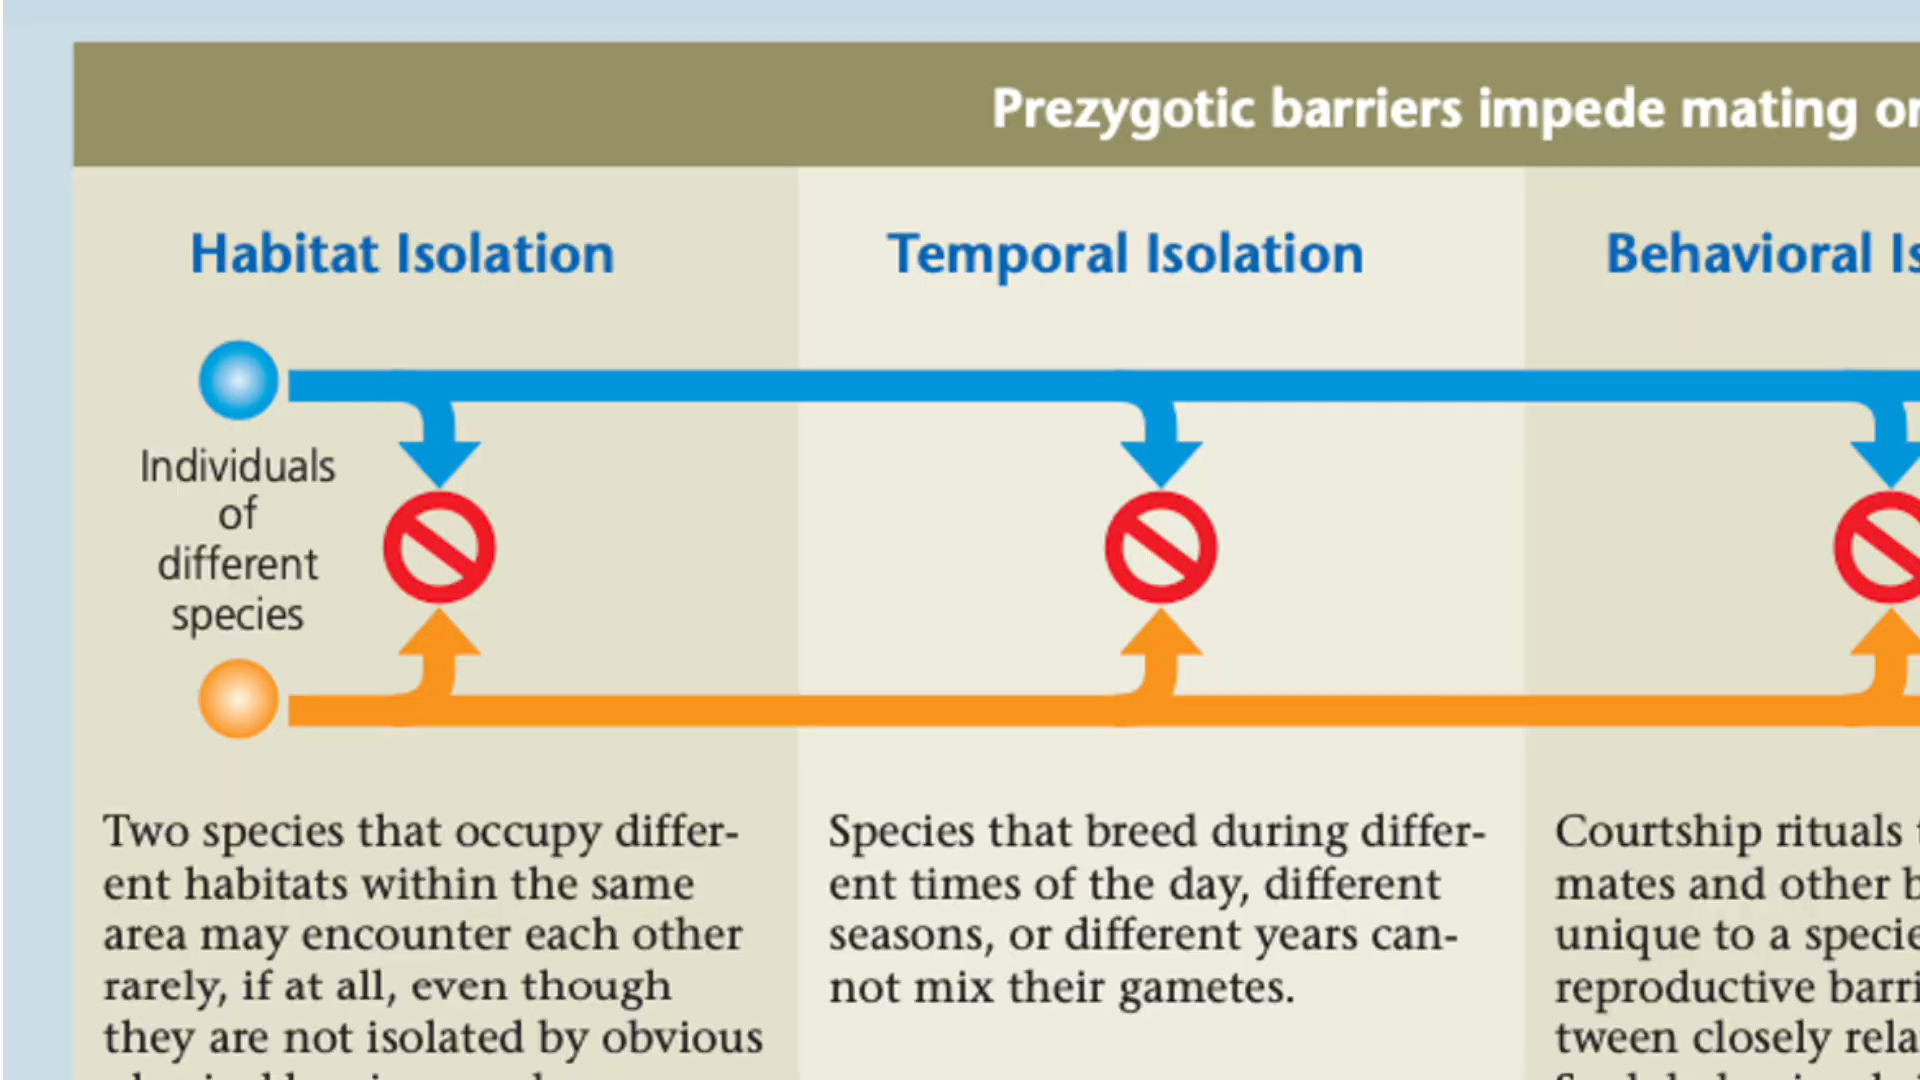 Prezygotic barriers impede mating or
Habitat Isolation
Temporal Isolation
Behavioral Is
Individuals
of
different
species
Two species that occupy differ-
ent habitats within the same
area may encounter each other
rarely, if at all, even though
they are not isolated by obvious
Species that breed during differ-
ent times of the day, different
seasons, or different years can-
not mix their gametes.
Courtship rituals
mates and other b
unique to a specie
reproductive barri
tween closely rela